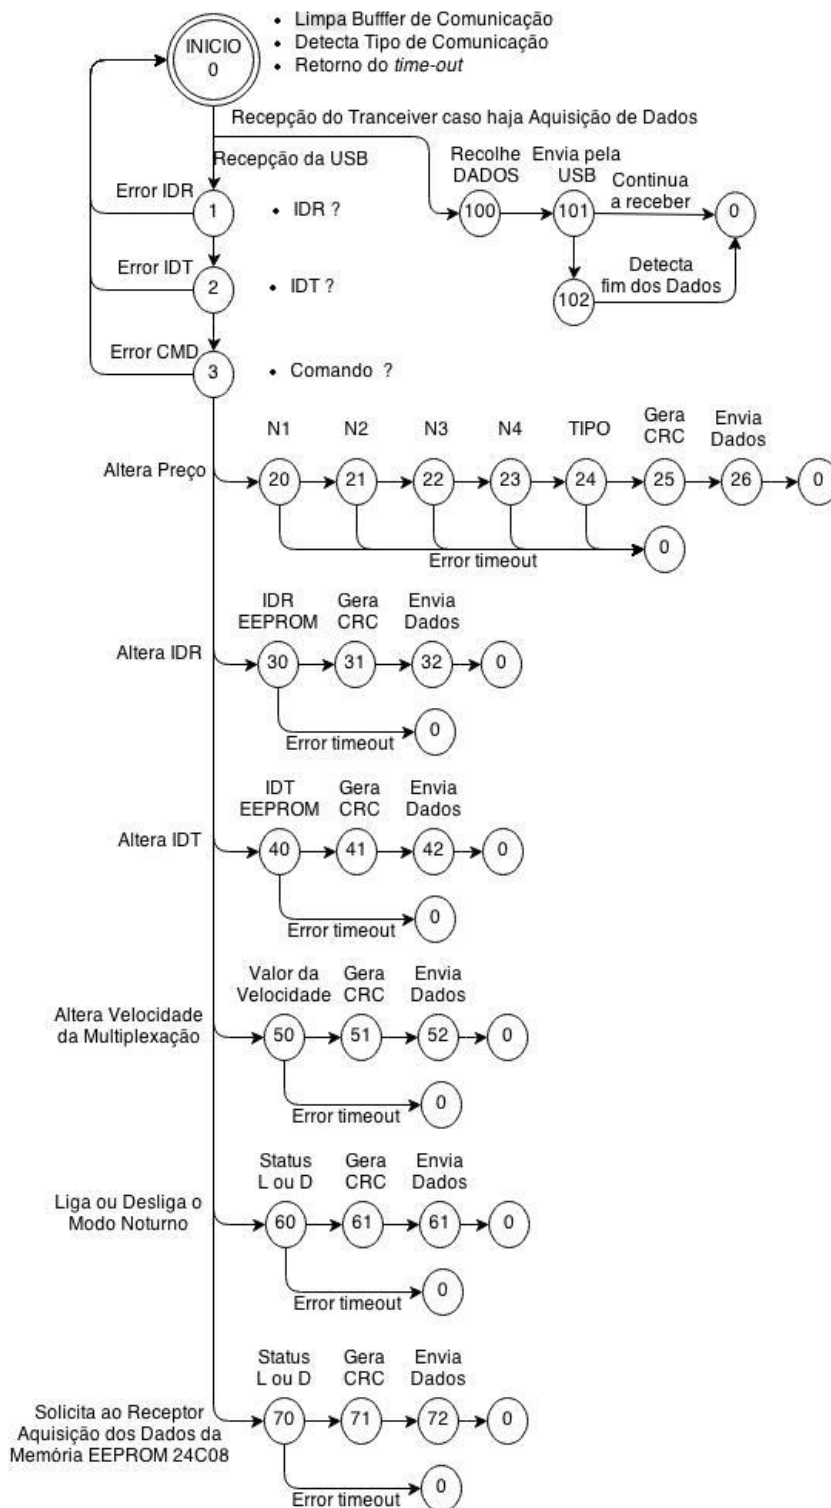 INICIO
0
• Limpa Bufffer de Comunicação
• Detecta Tipo de Comunicação
• Retorno do time-out
Recepção do Tranceiver caso haja Aquisição de Dados
Recepção da USB
Recolhe
DADOS
Envia pela
USB
Continua
a receber
100
101
0
Detecta
fim dos Dados
102
Error IDR
1
• IDR ?
Error IDT
2
• IDT ?
Error CMD
3
• Comando ?
Altera Preço
N1
N2
N3
N4
TIPO
Gera
CRC
Envia
Dados
20
21
22
23
24
25
26
0
Error timeout
0
Altera IDR
IDR
EEPROM
Gera
CRC
Envia
Dados
30
31
32
0
Error timeout
0
Altera IDT
IDT
EEPROM
Gera
CRC
Envia
Dados
40
41
42
0
Error timeout
0
Altera Velocidade
da Multiplexação
Valor da
Velocidade
Gera
CRC
Envia
Dados
50
51
52
0
Error timeout
0
Liga ou Desliga o
Modo Noturno
Status
L ou D
Gera
CRC
Envia
Dados
60
61
61
0
Error timeout
0
Solicita ao Receptor
Aquisição dos Dados da
Memória EEPROM 24C08
Status
L ou D
Gera
CRC
Envia
Dados
70
71
72
0
Error timeout
0